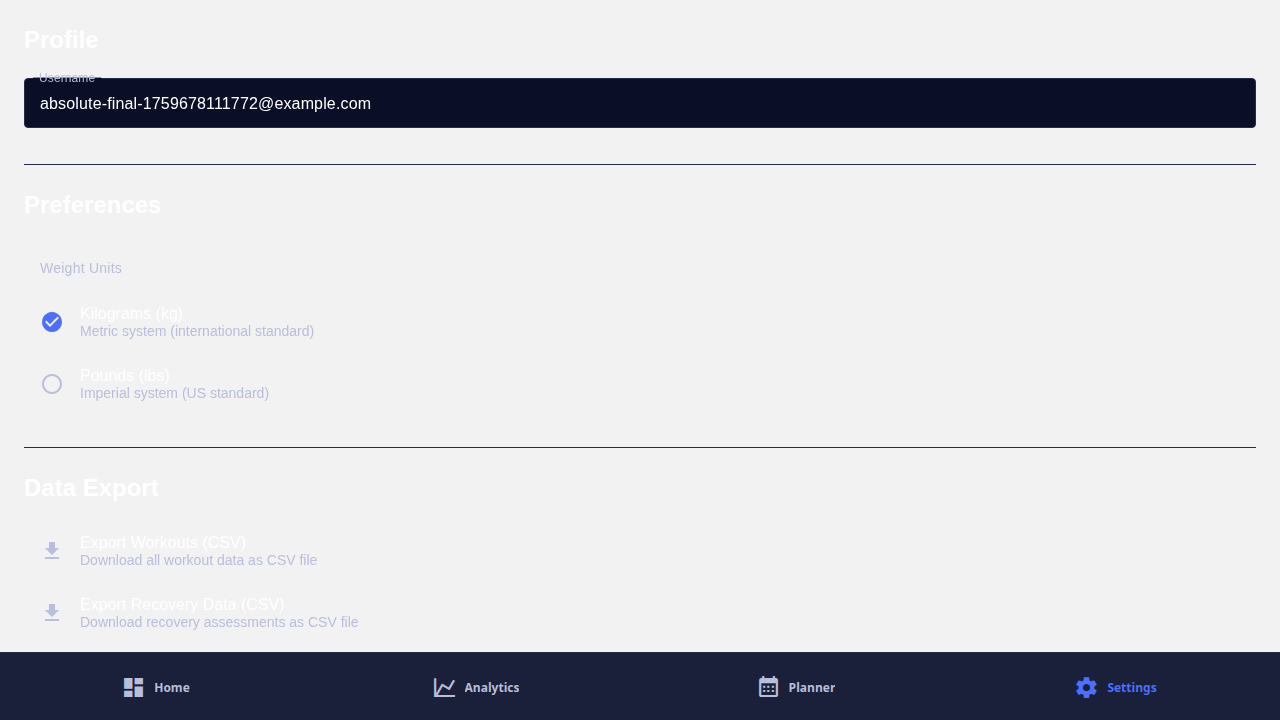 Profile
Username
absolute-final-1759678111772@example.com
Preferences
Weight Units
Kilograms (kg)
Metric system (international standard)
Pounds (lbs)
Imperial system (US standard)
Data Export
Export Workouts (CSV)
Download all workout data as CSV file
Export Recovery Data (CSV)
Download recovery assessments as CSV file
Home
Analytics
Planner
Settings